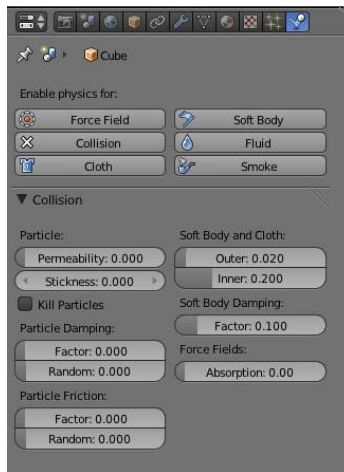 Cube
Enable physics for:
Force Field
Soft Body
Collision
Fluid
Cloth
Smoke
Collision
Particle:
Permeability: 0.000
Stickness: 0.000
Kill Particles
Particle Damping:
Factor: 0.000
Random: 0.000
Particle Friction:
Factor: 0.000
Random: 0.000
Soft Body and Cloth:
Outer: 0.020
Inner: 0.200
Soft Body Damping:
Factor: 0.100
Force Fields:
Absorption: 0.00